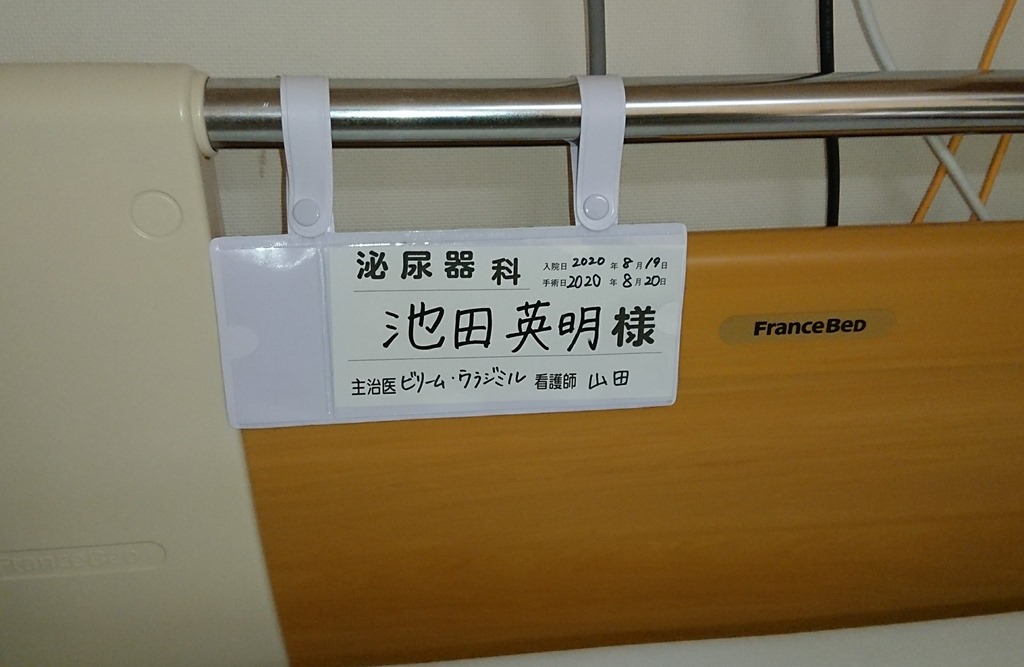 泌尿器科
入院日 2020 年 8 月 19 日
手術日 2020 年 8 月 20 日
池田英明様
主治医 ビリーム・ワラジミル 看護師 山田
FRANCEBED